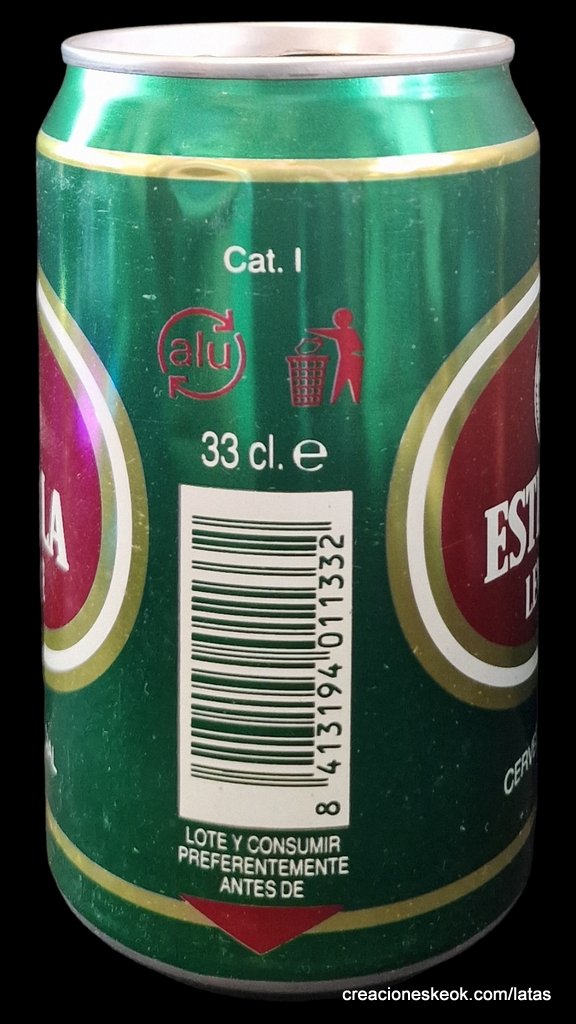 Cat. I
alu
33 cl. ℮
8 413194 011332
LOTE Y CONSUMIR
PREFERENTEMENTE
ANTES DE
creacioneskeok.com/latas